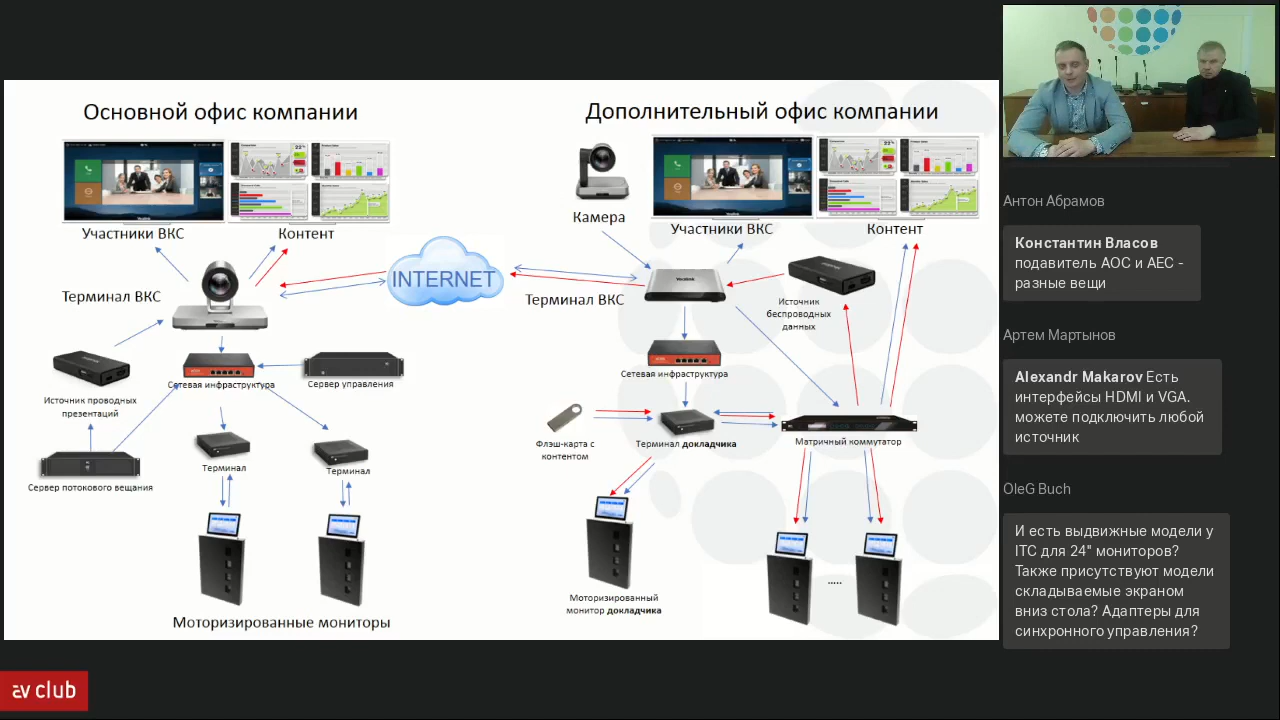 Основной офис компании
Дополнительный офис компании
Участники ВКС
Контент
Камера
Участники ВКС
Контент
INTERNET
Терминал ВКС
Терминал ВКС
Yealink
Источник
беспроводных
данных
Сетевая инфраструктура
Сервер управления
Сетевая инфраструктура
Источник проводных
презентаций
Флэш-карта с
контентом
Терминал докладчика
Матричный коммутатор
Терминал
Терминал
Сервер потокового вещания
.....
Моторизированный
монитор докладчика
Моторизированные мониторы
Антон Абрамов
Константин Власов
подавитель АОС и АЕС -
разные вещи
Артем Мартынов
Alexandr Makarov Есть
интерфейсы HDMI и VGA.
можете подключить любой
источник
OleG Buch
И есть выдвижные модели у
ITC для 24" мониторов?
Также присутствуют модели
складываемые экраном
вниз стола? Адаптеры для
синхронного управления?
av club